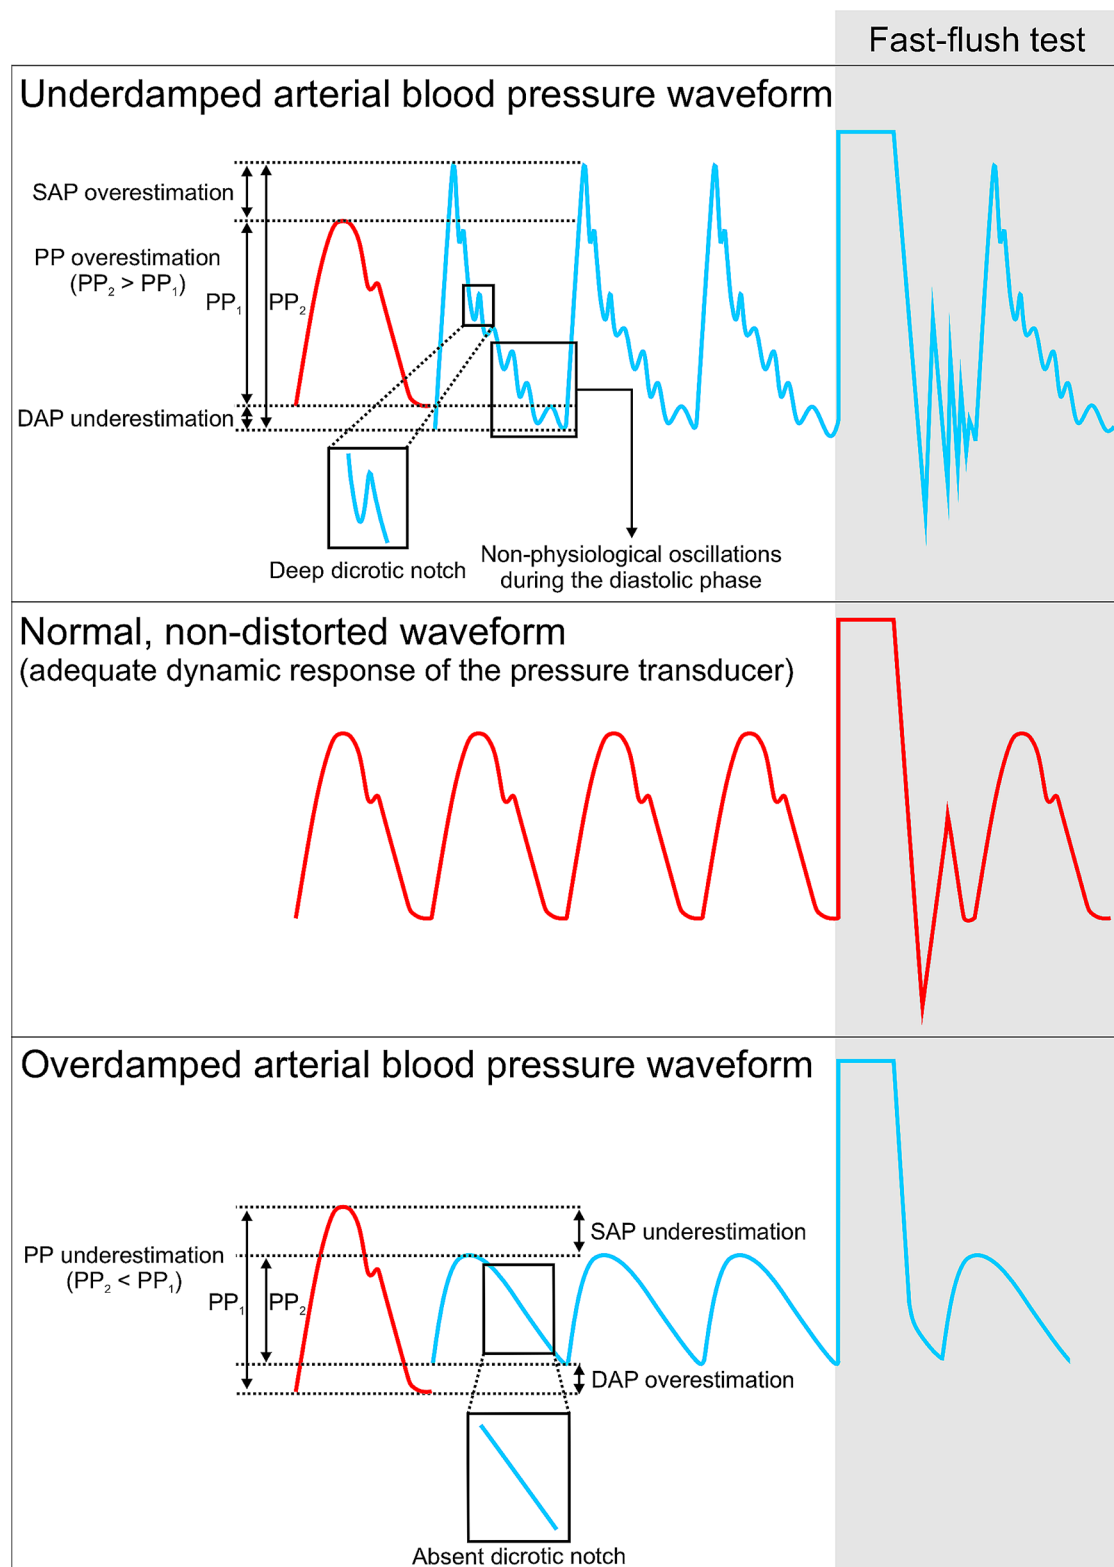 Fast-flush test
Underdamped arterial blood pressure waveform
SAP overestimation
PP overestimation
(PP₂ > PP₁)
PP₁
PP₂
DAP underestimation
Deep dicrotic notch
Non-physiological oscillations
during the diastolic phase
Normal, non-distorted waveform
(adequate dynamic response of the pressure transducer)
Overdamped arterial blood pressure waveform
SAP underestimation
PP underestimation
(PP₂ < PP₁)
PP₁
PP₂
DAP overestimation
Absent dicrotic notch